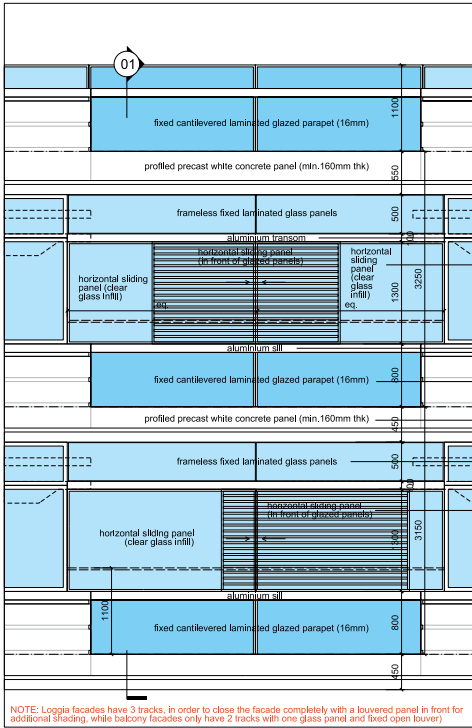 01
1100
fixed cantilevered laminated glazed parapet (16mm)
profiled precast white concrete panel (min.160mm thk)
550
frameless fixed laminated glass panels
500
aluminium transom
100
horizontal sliding panel
(in front of glazed panels)
horizontal sliding
panel (clear
glass infill)
horizontal
sliding
panel
(clear
glass
infill)
eq.
eq.
1300
3250
aluminium sill
fixed cantilevered laminated glazed parapet (16mm)
800
profiled precast white concrete panel (min.160mm thk)
450
frameless fixed laminated glass panels
500
100
horizontal sliding panel
(in front of glazed panels)
horizontal sliding panel
(clear glass infill)
1300
3150
aluminium sill
1100
fixed cantilevered laminated glazed parapet (16mm)
800
450
NOTE: Loggia facades have 3 tracks, in order to close the facade completely with a louvered panel in front for
additional shading, while balcony facades only have 2 tracks with one glass panel and fixed open louver)